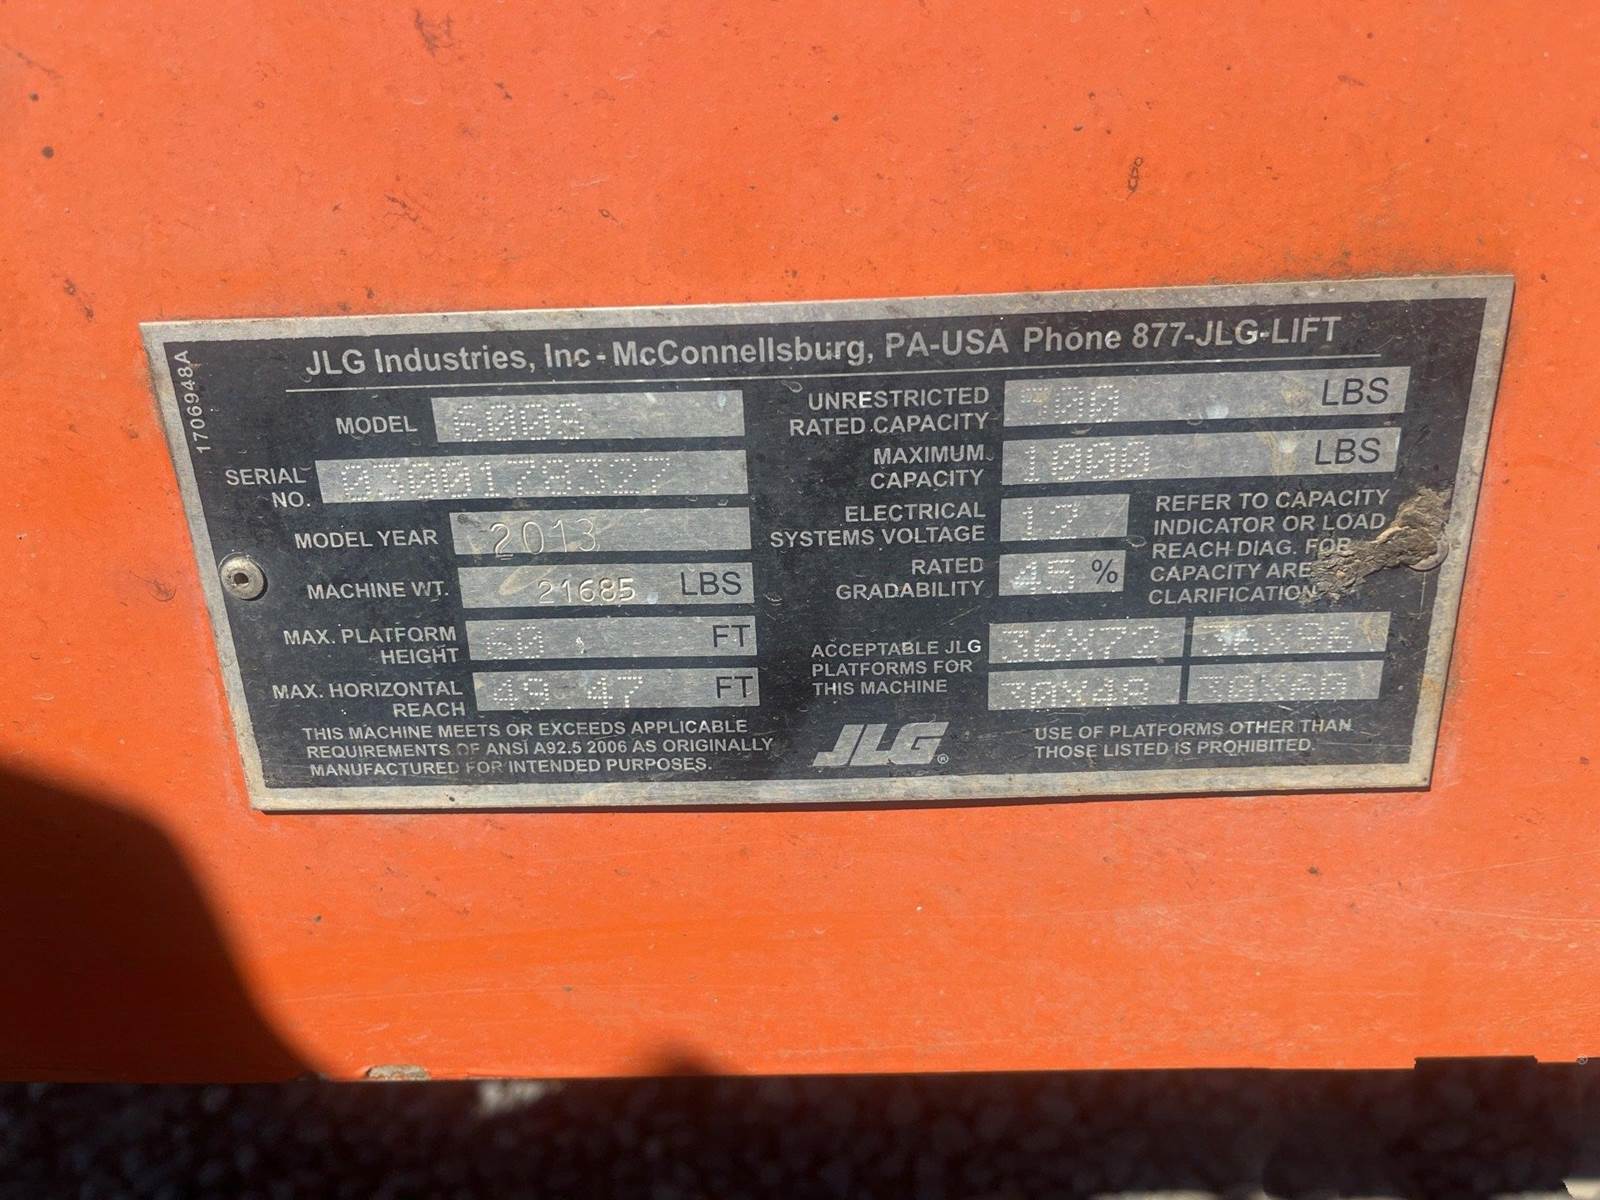 JLG Industries, Inc - McConnellsburg, PA-USA Phone 877-JLG-LIFT
1706948A
MODEL 600S
SERIAL NO. 0300178327
MODEL YEAR 2013
MACHINE WT. 21685 LBS
MAX. PLATFORM HEIGHT 60 FT
MAX. HORIZONTAL REACH 49 47 FT
THIS MACHINE MEETS OR EXCEEDS APPLICABLE
REQUIREMENTS OF ANSI A92.5 2006 AS ORIGINALLY
MANUFACTURED FOR INTENDED PURPOSES.
UNRESTRICTED
RATED CAPACITY LBS
MAXIMUM
CAPACITY 1000 LBS
ELECTRICAL
SYSTEMS VOLTAGE 12
RATED
GRADABILITY 45 %
REFER TO CAPACITY
INDICATOR OR LOAD
REACH DIAG. FOR
CAPACITY
CLARIFICATION
ACCEPTABLE JLG
PLATFORMS FOR
THIS MACHINE
36X72 36X96
30X48
JLG®
USE OF PLATFORMS OTHER THAN
THOSE LISTED IS PROHIBITED.